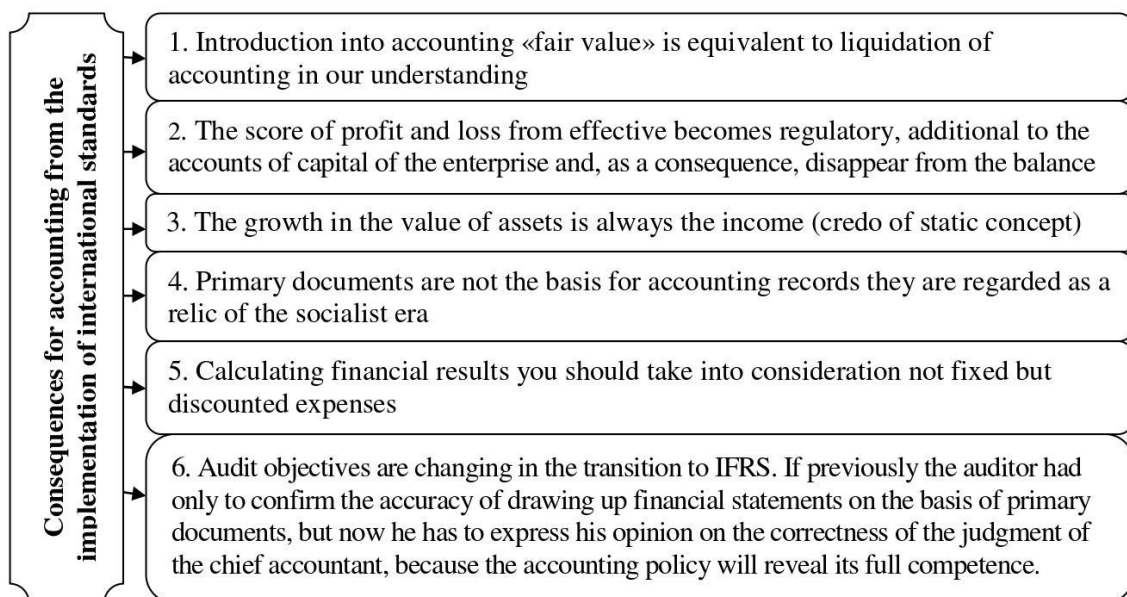 Consequences for accounting from the
implementation of international standards
1. Introduction into accounting «fair value» is equivalent to liquidation of
accounting in our understanding
2. The score of profit and loss from effective becomes regulatory, additional to the
accounts of capital of the enterprise and, as a consequence, disappear from the balance
3. The growth in the value of assets is always the income (credo of static concept)
4. Primary documents are not the basis for accounting records they are regarded as a
relic of the socialist era
5. Calculating financial results you should take into consideration not fixed but
discounted expenses
6. Audit objectives are changing in the transition to IFRS. If previously the auditor had
only to confirm the accuracy of drawing up financial statements on the basis of primary
documents, but now he has to express his opinion on the correctness of the judgment of
the chief accountant, because the accounting policy will reveal its full competence.